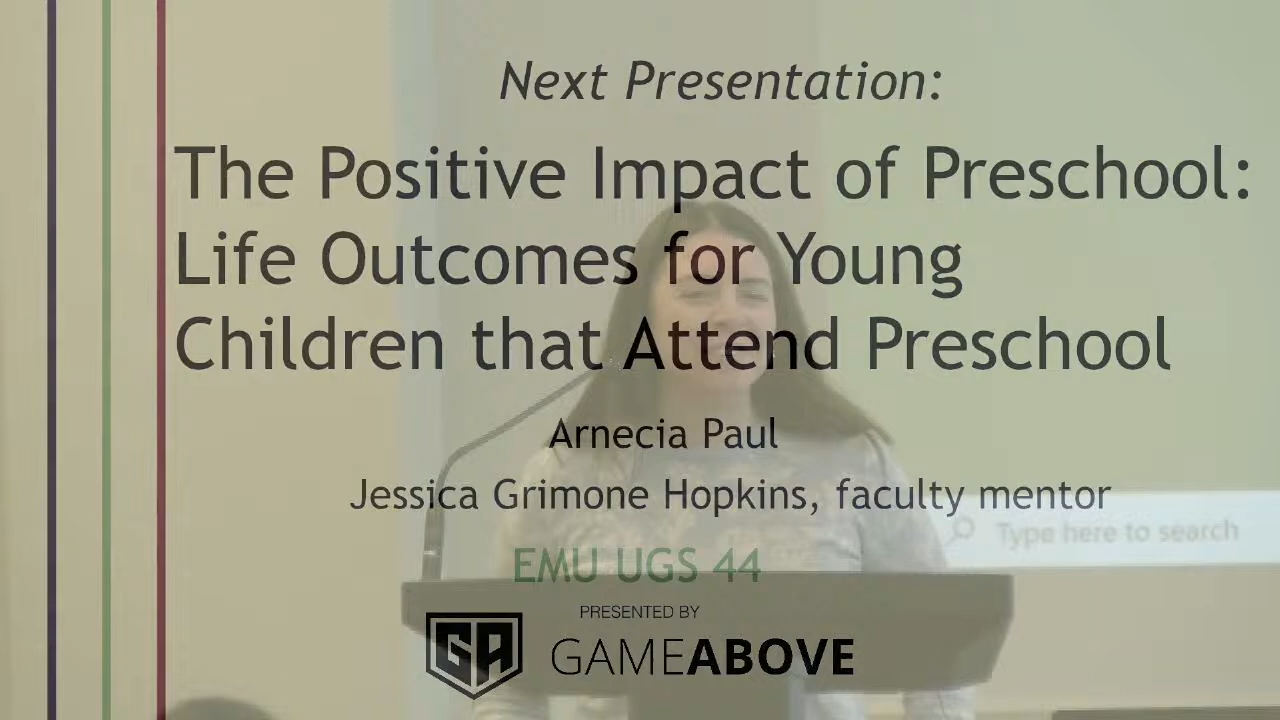 Next Presentation:
The Positive Impact of Preschool:
Life Outcomes for Young
Children that Attend Preschool
Arnecia Paul
Jessica Grimone Hopkins, faculty mentor
Type here to search
EMU UGS 44
PRESENTED BY
GA GAMEABOVE